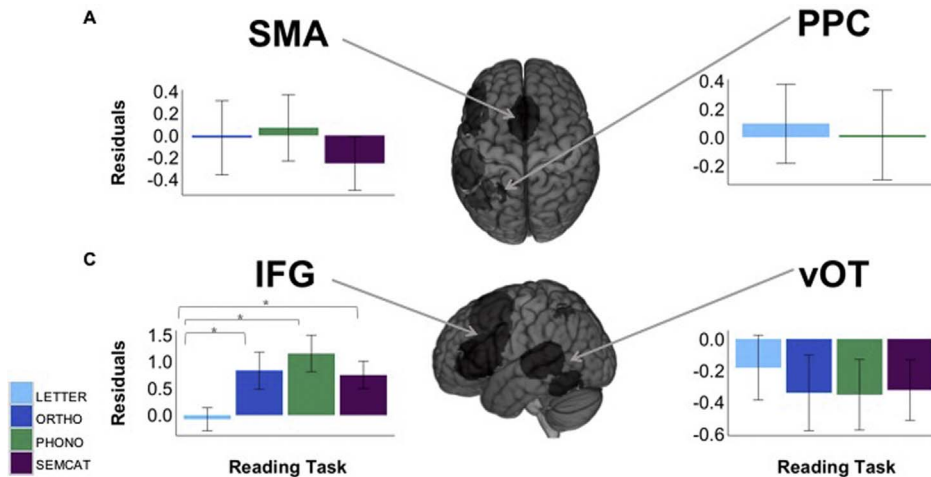 A
SMA
PPC
Residuals
0.4
0.2
0.0
-0.2
-0.4
0.4
0.2
0.0
-0.2
C
IFG
vOT
*
*
*
Residuals
1.5
1.0
0.5
0.0
0.0
-0.2
-0.4
-0.6
LETTER
ORTHO
PHONO
SEMCAT
Reading Task
Reading Task